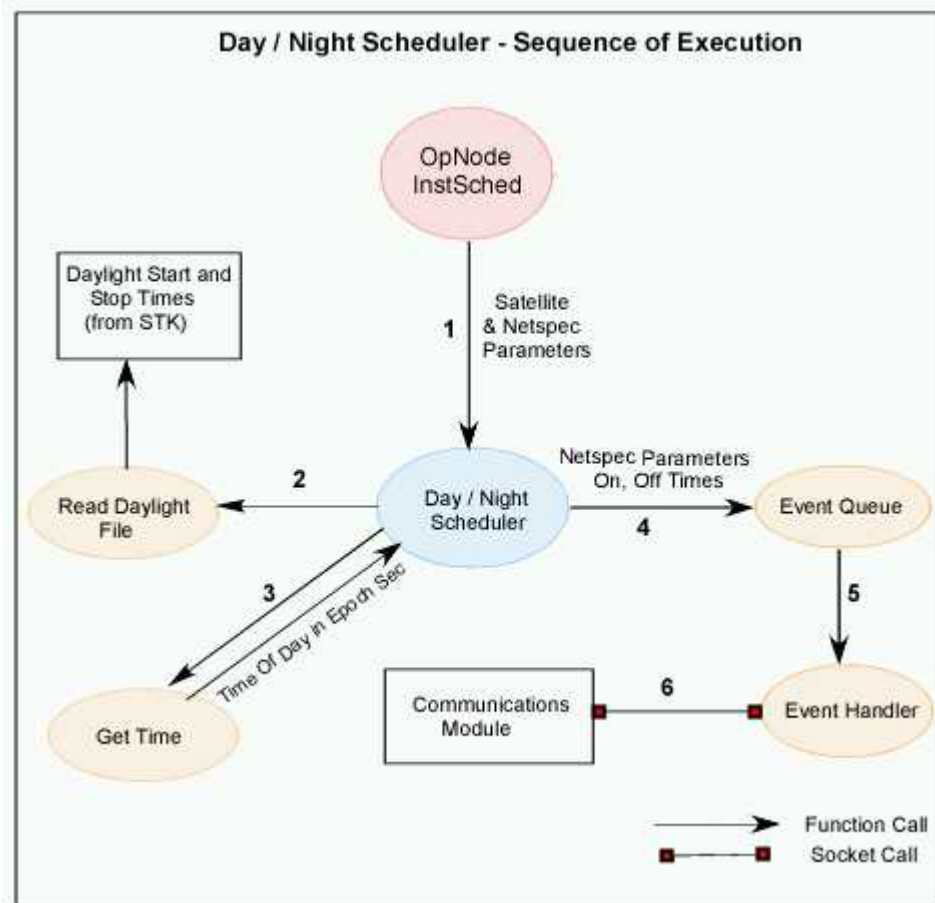 Day / Night Scheduler - Sequence of Execution
OpNode
InstSched
Daylight Start and
Stop Times
(from STK)
1
Satellite
& Netspec
Parameters
2
Read Daylight
File
Day / Night
Scheduler
Netspec Parameters
On, Off Times
4
Event Queue
3
Time Of Day in Epoch Sec
5
Get Time
Communications
Module
6
Event Handler
Function Call
Socket Call